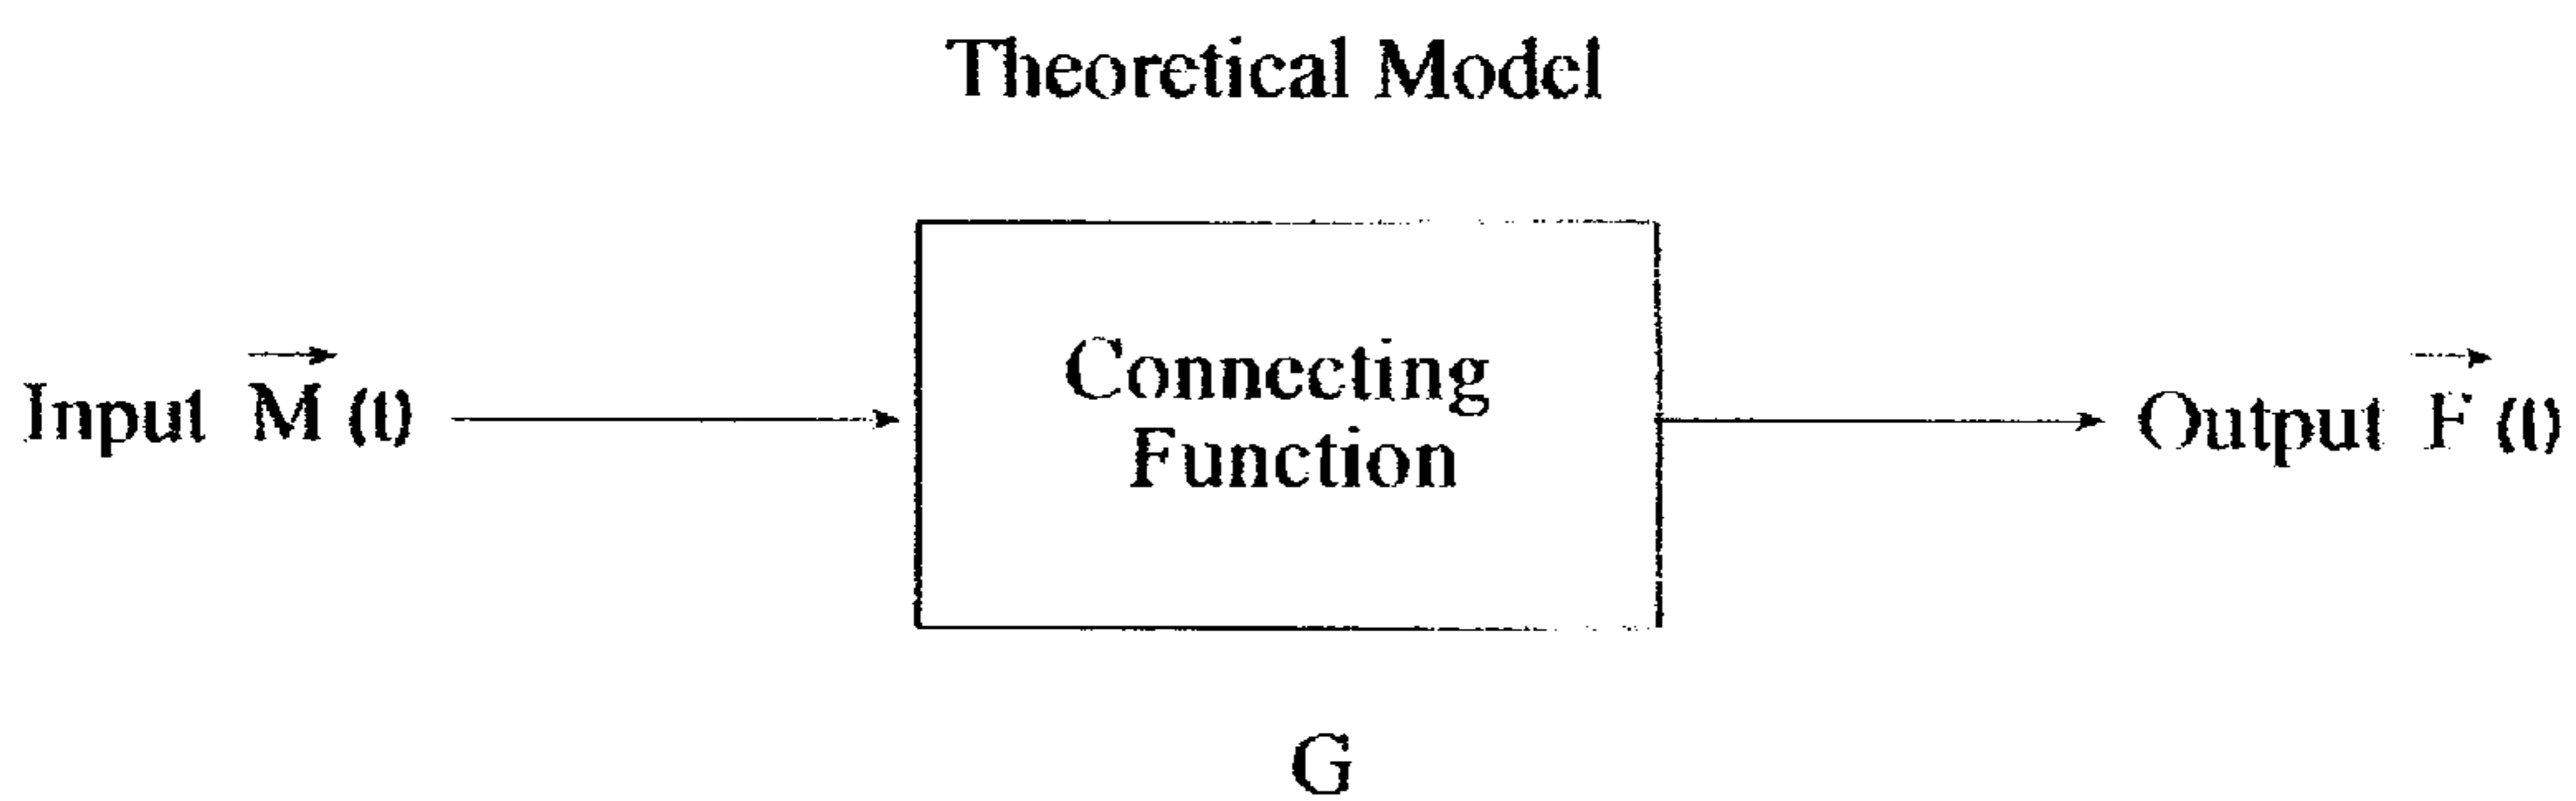 Theoretical Model
Connecting
Function
Input M⃗ (t)
Output F⃗ (t)
G